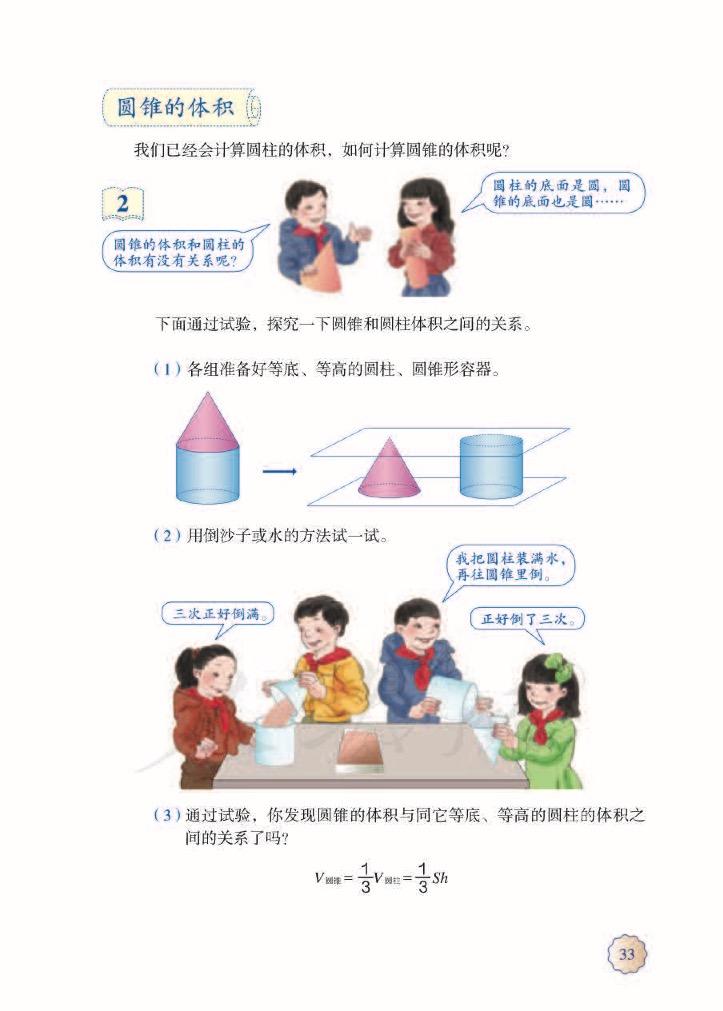 圆锥的体积
我们已经会计算圆柱的体积，如何计算圆锥的体积呢？
2
圆柱的底面是圆，圆
锥的底面也是圆……
圆锥的体积和圆柱的
体积有没有关系呢？
下面通过试验，探究一下圆锥和圆柱体积之间的关系。
（1）各组准备好等底、等高的圆柱、圆锥形容器。
（2）用倒沙子或水的方法试一试。
我把圆柱装满水，
再往圆锥里倒。
三次正好倒满。
正好倒了三次。
（3）通过试验，你发现圆锥的体积与同它等底、等高的圆柱的体积之
间的关系了吗？
V圆锥=1/3V圆柱=1/3Sh
33